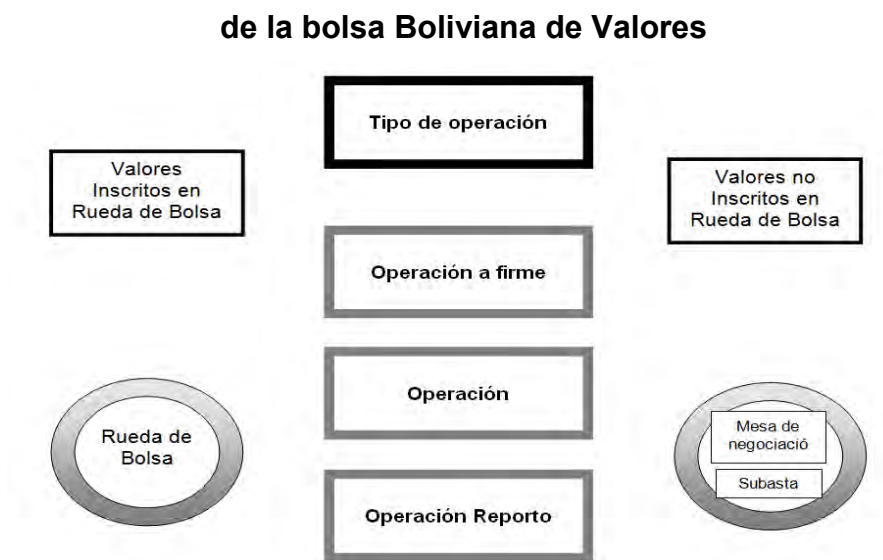 de la bolsa Boliviana de Valores
Tipo de operación
Valores
Inscritos en
Rueda de Bolsa
Valores no
Inscritos en
Rueda de Bolsa
Operación a firme
Operación
Rueda de
Bolsa
Mesa de
negociació
Subasta
Operación Reporto